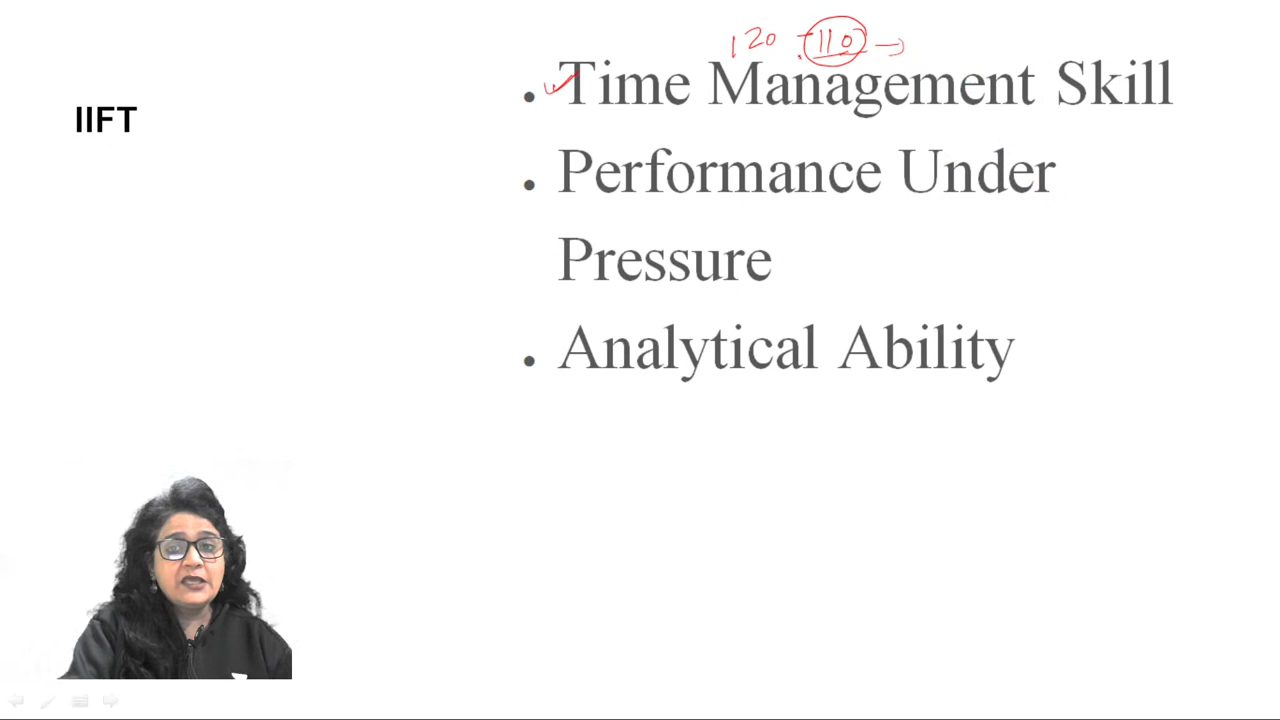 120 110 →
IIFT
• Time Management Skill
• Performance Under
Pressure
• Analytical Ability